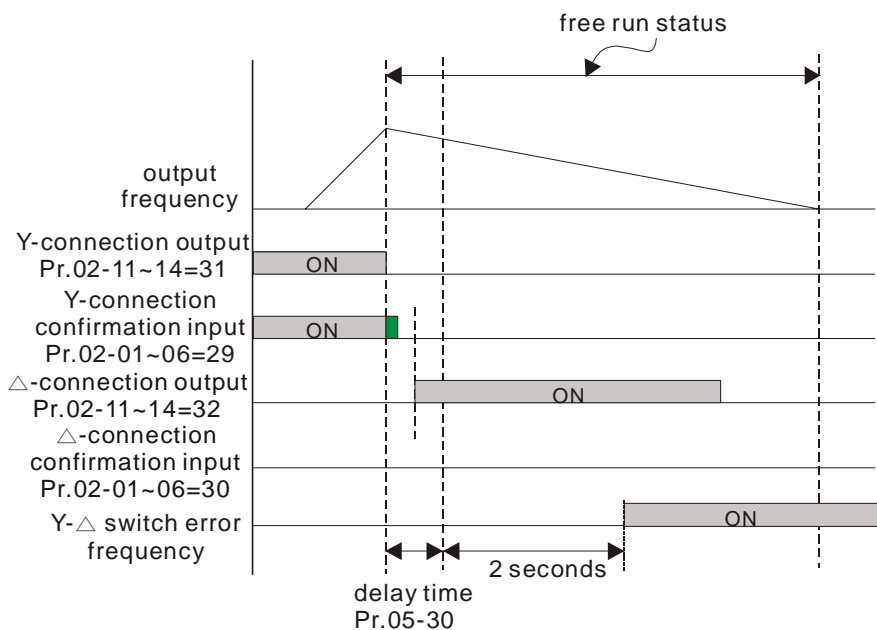 free run status
output
frequency
Y-connection output
Pr.02-11~14=31
ON
Y-connection
confirmation input
Pr.02-01~06=29
ON
△-connection output
Pr.02-11~14=32
ON
△-connection
confirmation input
Pr.02-01~06=30
Y-△ switch error
frequency
ON
2 seconds
delay time
Pr.05-30